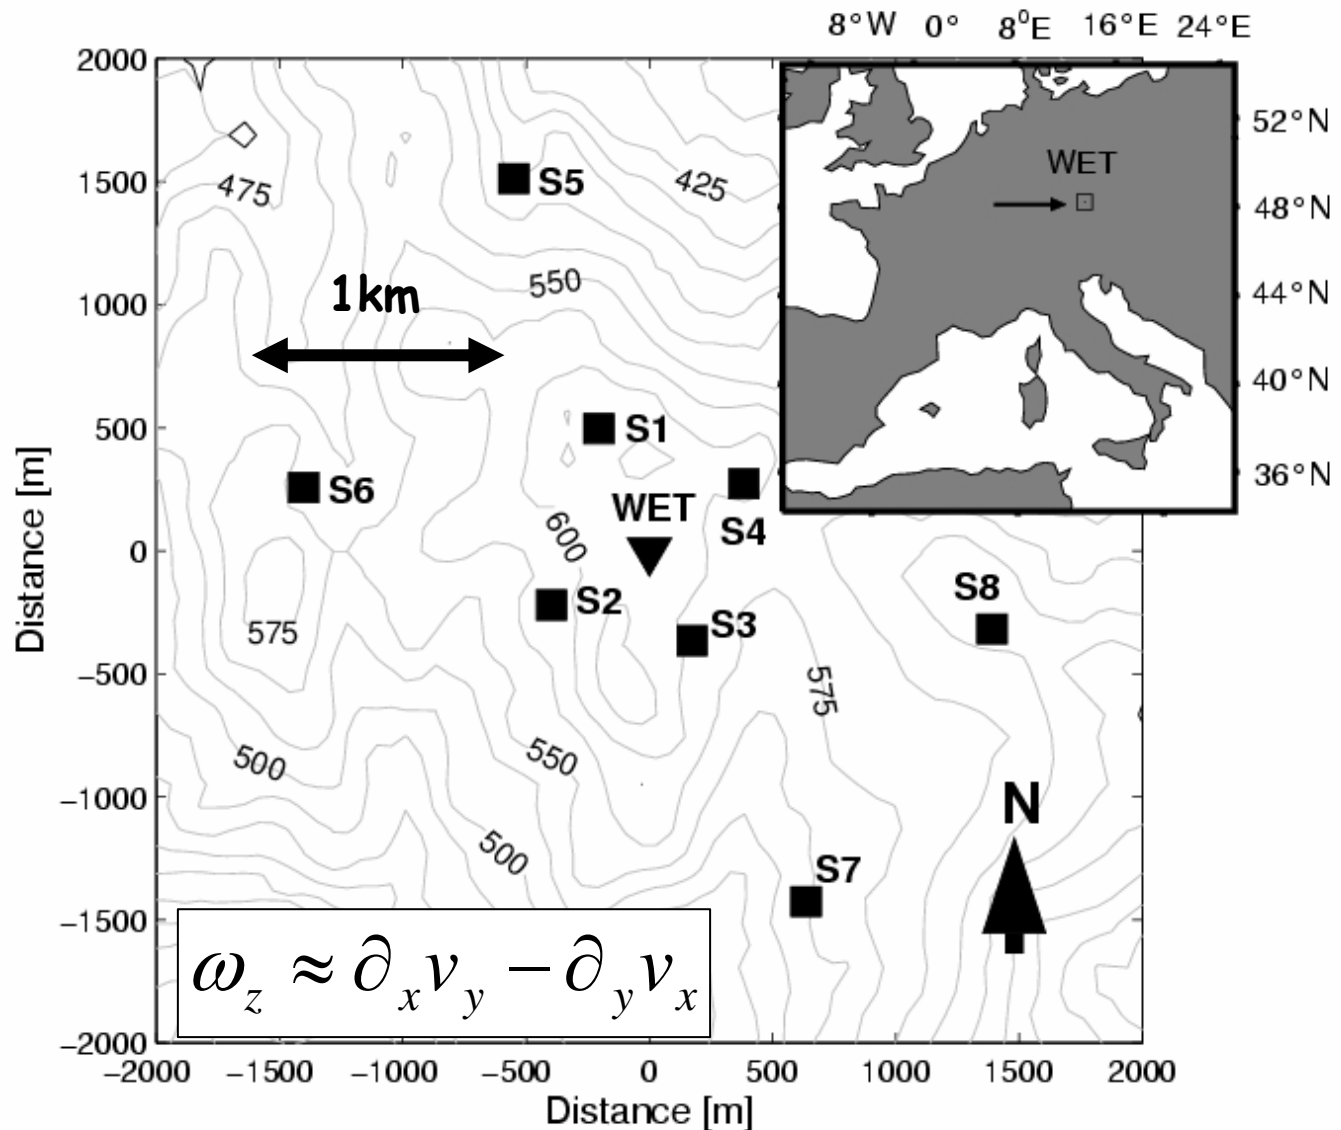 8°W 0° 8°E 16°E 24°E
2000
52°N
WET
S5
1500
475
425
48°N
550
44°N
1km
1000
40°N
500
S1
36°N
S6
WET
S4
600
0
S8
S2
S3
575
575
−500
Distance [m]
550
500
−1000
N
500
S7
−1500
ω_z ≈ ∂_x v_y − ∂_y v_x
−2000
−2000 −1500 −1000 −500 0 500 1000 1500 2000
Distance [m]